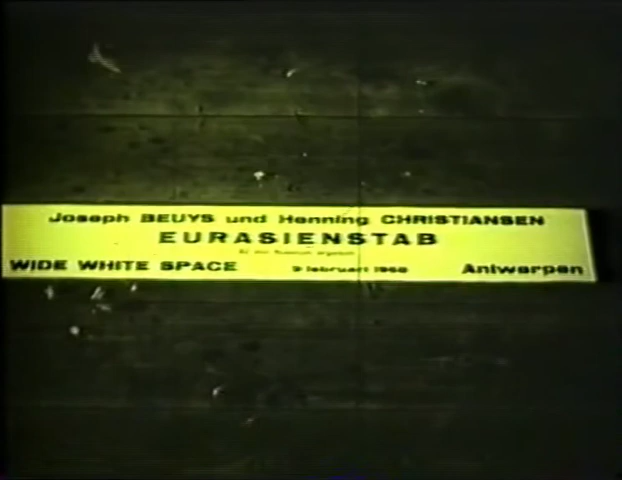 Joseph BEUYS und Henning CHRISTIANSEN
EURASIENSTAB
WIDE WHITE SPACE 9 februari 1968 Antwerpen